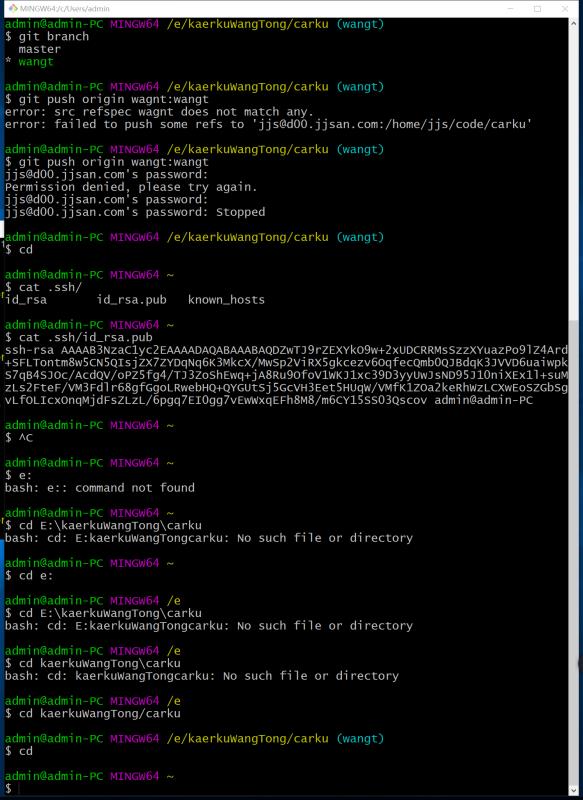 MINGW64:/c/Users/admin
admin@admin-PC MINGW64 /e/kaerkuWangTong/carku (wangt)
$ git branch
master
* wangt
admin@admin-PC MINGW64 /e/kaerkuWangTong/carku (wangt)
$ git push origin wagnt:wangt
error: src refspec wagnt does not match any.
error: failed to push some refs to 'jjs@d00.jjsan.com:/home/jjs/code/carku'
admin@admin-PC MINGW64 /e/kaerkuWangTong/carku (wangt)
$ git push origin wangt:wangt
jjs@d00.jjsan.com's password:
Permission denied, please try again.
jjs@d00.jjsan.com's password:
jjs@d00.jjsan.com's password: Stopped
admin@admin-PC MINGW64 /e/kaerkuWangTong/carku (wangt)
$ cd
admin@admin-PC MINGW64 ~
$ cat .ssh/
id_rsa id_rsa.pub known_hosts
admin@admin-PC MINGW64 ~
$ cat .ssh/id_rsa.pub
ssh-rsa AAAAB3NzaC1yc2EAAAADAQABAAABAQDZwTJ9rZEXYkO9w+2xUDCRRMsSzzXYuazPo9lZ4Ard
+SFLTontm8w5CN5QIsjZX7ZYDqNq6K3MkcX/MwSp2ViRX5gkcezv6OqfecQmb0QJBdqK3JVVD6uaiwpk
S7qB4SJOc/AcdQV/oPZ5fg4/TJ3ZoShEwq+jA8Ru9OfoV1WKJ1xc39D3yyUwJsND95J1OniXEx1l+suM
zLs2FteF/VM3Fdlr68gfGgoLRwebHQ+QYGUtSj5GcVH3Eet5HUqW/VMfK1ZOa2keRhWzLCXwEoSZGbSg
vLfOLIcxOnqMjdFsZLzL/6pgq7EI0gg7vEwWxqEFh8M8/m6CY15SS03Qscov admin@admin-PC
admin@admin-PC MINGW64 ~
$ ^C
admin@admin-PC MINGW64 ~
$ e:
bash: e:: command not found
admin@admin-PC MINGW64 ~
$ cd E:\kaerkuWangTong\carku
bash: cd: E:kaerkuWangTongcarku: No such file or directory
admin@admin-PC MINGW64 ~
$ cd e:
admin@admin-PC MINGW64 /e
$ cd E:\kaerkuWangTong\carku
bash: cd: E:kaerkuWangTongcarku: No such file or directory
admin@admin-PC MINGW64 /e
$ cd kaerkuWangTong\carku
bash: cd: kaerkuWangTongcarku: No such file or directory
admin@admin-PC MINGW64 /e
$ cd kaerkuWangTong/carku
admin@admin-PC MINGW64 /e/kaerkuWangTong/carku (wangt)
$ cd
admin@admin-PC MINGW64 ~
$